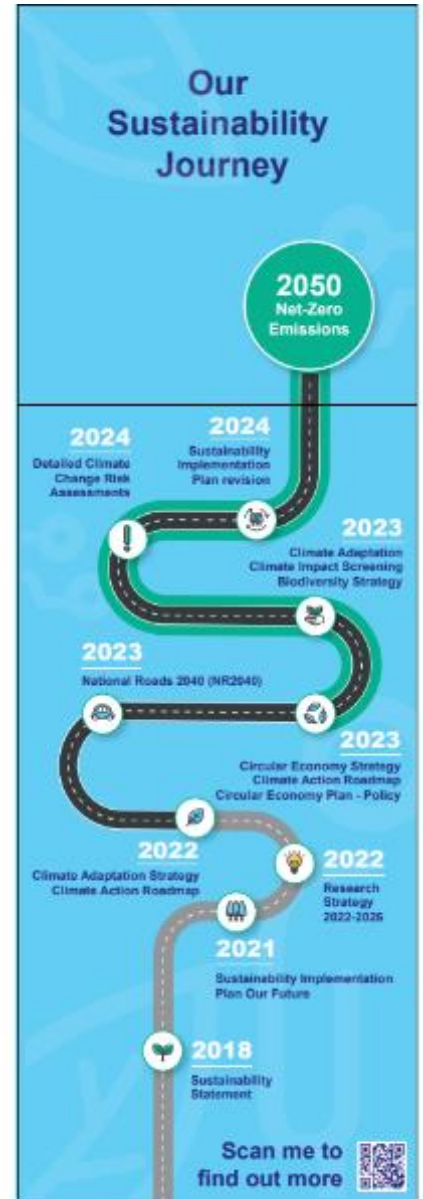 Our
Sustainability
Journey
2050
Net-Zero
Emissions
2024
Detailed Climate
Change Risk
Assessments
2024
Sustainability
Implementation
Plan revision
2023
Climate Adaptation
Climate Impact Screening
Biodiversity Strategy
2023
National Roads 2040 (NR2040)
2023
Circular Economy Strategy
Climate Action Roadmap
Circular Economy Plan - Policy
2022
Climate Adaptation Strategy
Climate Action Roadmap
2022
Research
Strategy
2022-2026
2021
Sustainability Implementation
Plan Our Future
2018
Sustainability
Statement
Scan me to
find out more